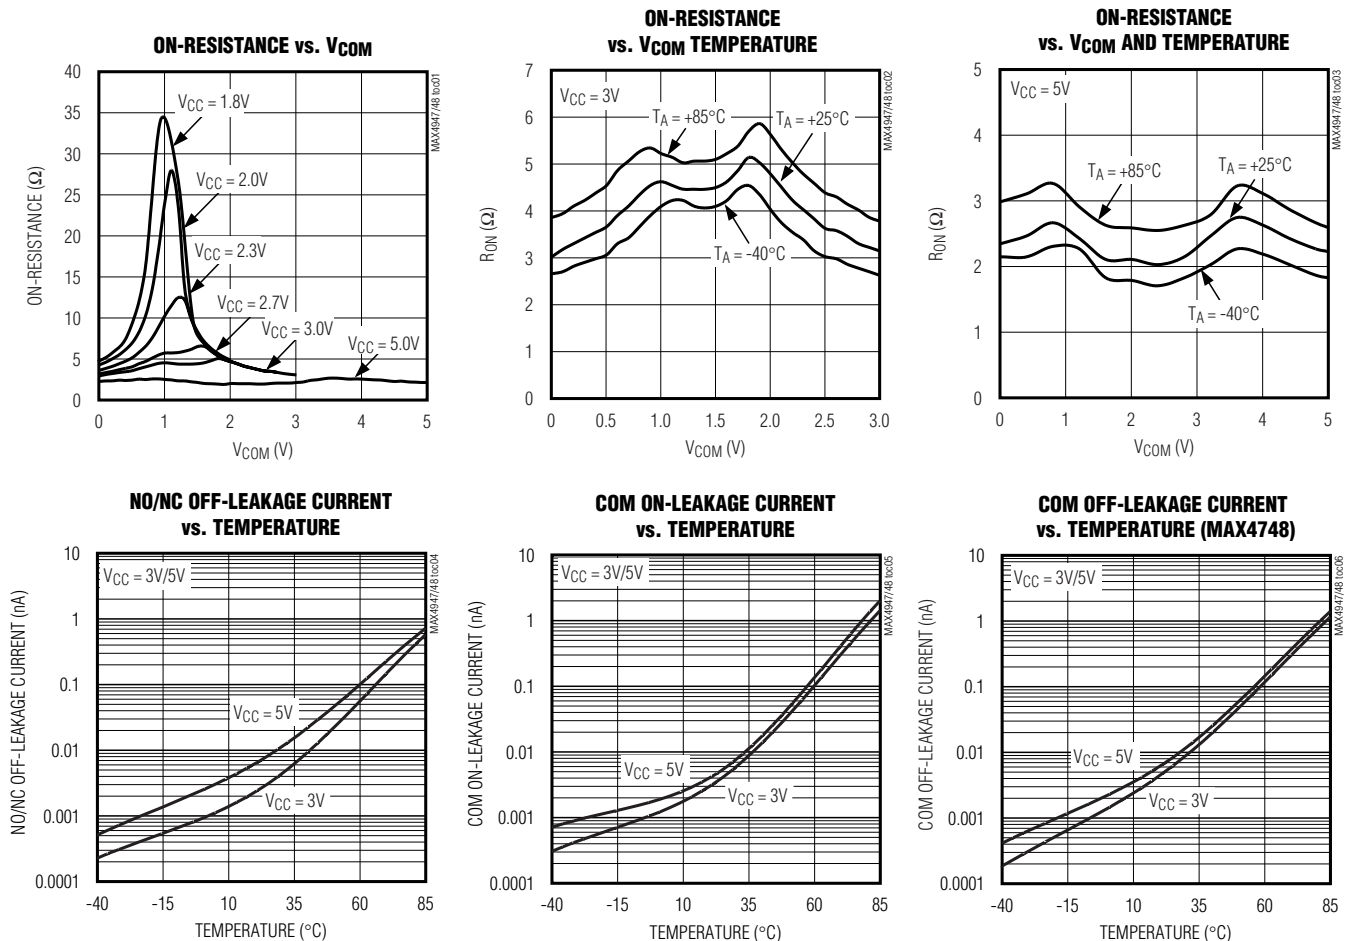 ON-RESISTANCE vs. VCOM
40
35
30
25
20
15
10
5
0
ON-RESISTANCE (Ω)
VCC = 1.8V
VCC = 2.0V
VCC = 2.3V
VCC = 2.7V
VCC = 3.0V
VCC = 5.0V
MAX4947/48 toc01
0 1 2 3 4 5
VCOM (V)
ON-RESISTANCE
vs. VCOM TEMPERATURE
7
6
5
4
3
2
1
0
RON (Ω)
VCC = 3V
TA = +85°C
TA = +25°C
TA = -40°C
MAX4947/48 toc02
0 0.5 1.0 1.5 2.0 2.5 3.0
VCOM (V)
ON-RESISTANCE
vs. VCOM AND TEMPERATURE
5
4
3
2
1
0
RON (Ω)
VCC = 5V
TA = +85°C
TA = +25°C
TA = -40°C
MAX4947/48 toc03
0 1 2 3 4 5
VCOM (V)
NO/NC OFF-LEAKAGE CURRENT
vs. TEMPERATURE
10
1
0.1
0.01
0.001
0.0001
NO/NC OFF-LEAKAGE CURRENT (nA)
VCC = 3V/5V
VCC = 5V
VCC = 3V
MAX4947/48 toc04
-40 -15 10 35 60 85
TEMPERATURE (°C)
COM ON-LEAKAGE CURRENT
vs. TEMPERATURE
10
1
0.1
0.01
0.001
0.0001
COM ON-LEAKAGE CURRENT (nA)
VCC = 3V/5V
VCC = 5V
VCC = 3V
MAX4947/48 toc05
-40 -15 10 35 60 85
TEMPERATURE (°C)
COM OFF-LEAKAGE CURRENT
vs. TEMPERATURE (MAX4748)
10
1
0.1
0.01
0.001
0.0001
COM OFF-LEAKAGE CURRENT (nA)
VCC = 3V/5V
VCC = 5V
VCC = 3V
MAX4947/48 toc06
-40 -15 10 35 60 85
TEMPERATURE (°C)